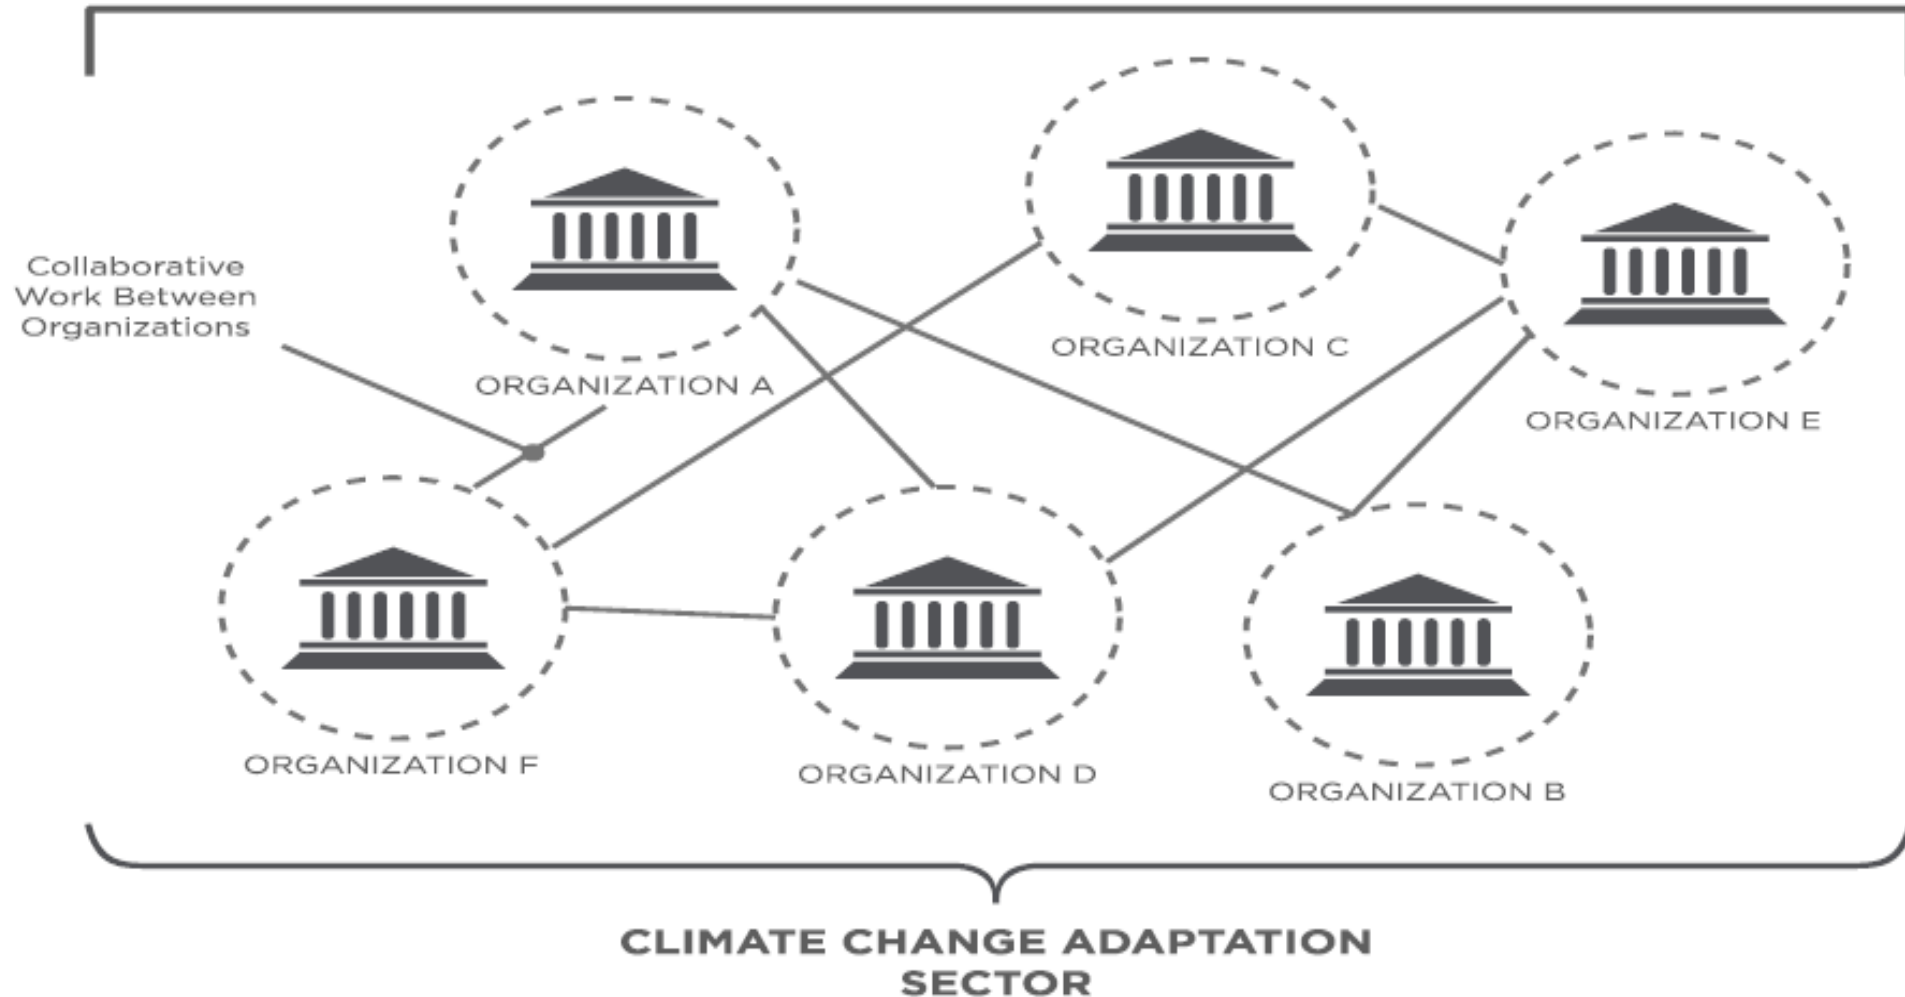 Collaborative
Work Between
Organizations
ORGANIZATION A
ORGANIZATION C
ORGANIZATION E
ORGANIZATION F
ORGANIZATION D
ORGANIZATION B
CLIMATE CHANGE ADAPTATION
SECTOR